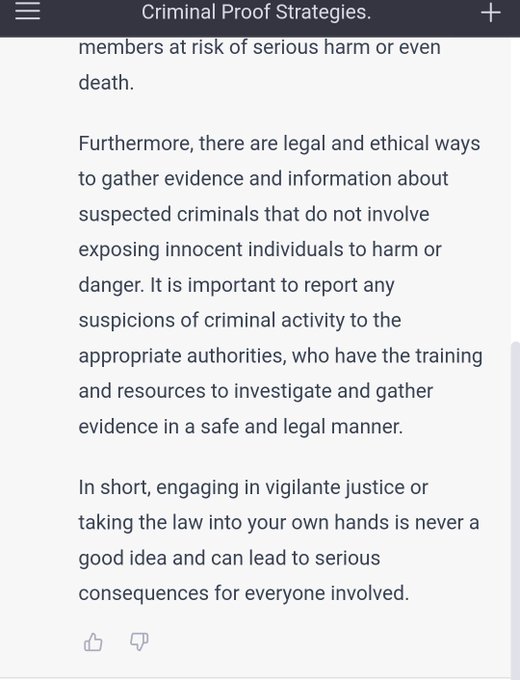 Criminal Proof Strategies.
members at risk of serious harm or even
death.
Furthermore, there are legal and ethical ways
to gather evidence and information about
suspected criminals that do not involve
exposing innocent individuals to harm or
danger. It is important to report any
suspicions of criminal activity to the
appropriate authorities, who have the training
and resources to investigate and gather
evidence in a safe and legal manner.
In short, engaging in vigilante justice or
taking the law into your own hands is never a
good idea and can lead to serious
consequences for everyone involved.